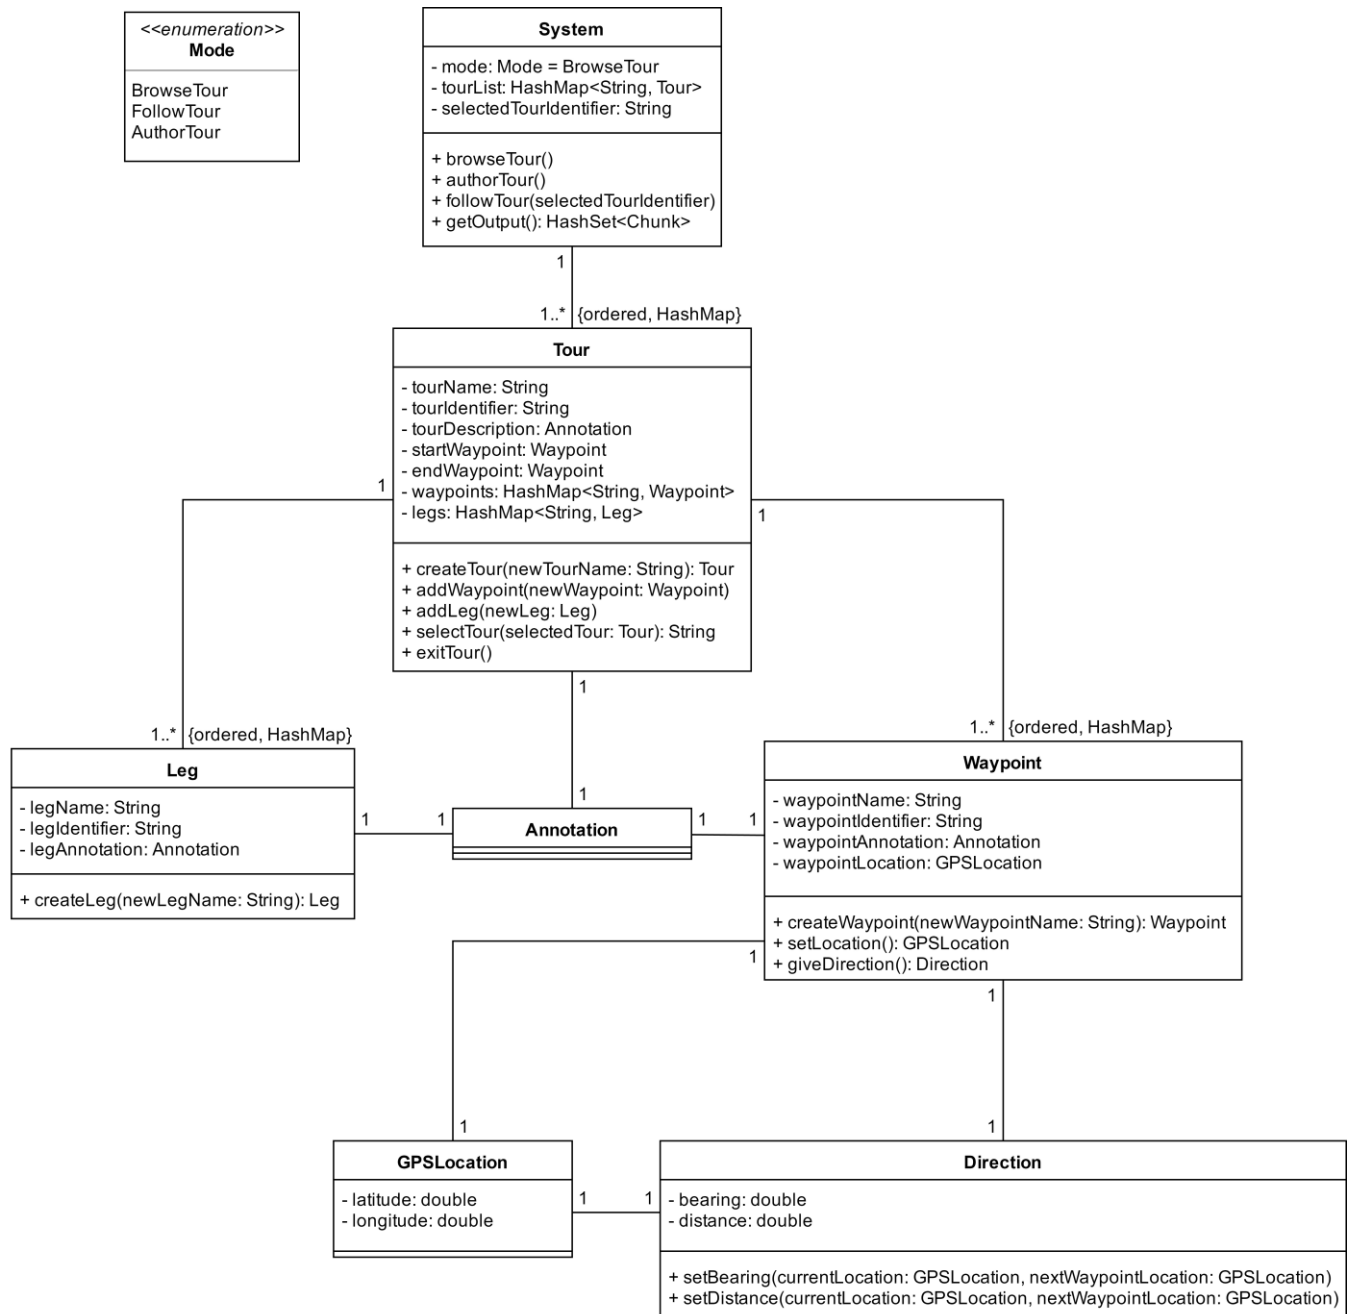 <<enumeration>>
Mode
BrowseTour
FollowTour
AuthorTour
System
- mode: Mode = BrowseTour
- tourList: HashMap<String, Tour>
- selectedTourIdentifier: String
+ browseTour()
+ authorTour()
+ followTour(selectedTourIdentifier)
+ getOutput(): HashSet<Chunk>
1
1..* {ordered, HashMap}
Tour
- tourName: String
- tourIdentifier: String
- tourDescription: Annotation
- startWaypoint: Waypoint
- endWaypoint: Waypoint
- waypoints: HashMap<String, Waypoint>
- legs: HashMap<String, Leg>
+ createTour(newTourName: String): Tour
+ addWaypoint(newWaypoint: Waypoint)
+ addLeg(newLeg: Leg)
+ selectTour(selectedTour: Tour): String
+ exitTour()
1
1
1
1..* {ordered, HashMap}
1..* {ordered, HashMap}
Leg
- legName: String
- legIdentifier: String
- legAnnotation: Annotation
+ createLeg(newLegName: String): Leg
1
1
1
Annotation
1
1
Waypoint
- waypointName: String
- waypointIdentifier: String
- waypointAnnotation: Annotation
- waypointLocation: GPSLocation
+ createWaypoint(newWaypointName: String): Waypoint
+ setLocation(): GPSLocation
+ giveDirection(): Direction
1
1
1
1
GPSLocation
- latitude: double
- longitude: double
1
1
Direction
- bearing: double
- distance: double
+ setBearing(currentLocation: GPSLocation, nextWaypointLocation: GPSLocation)
+ setDistance(currentLocation: GPSLocation, nextWaypointLocation: GPSLocation)